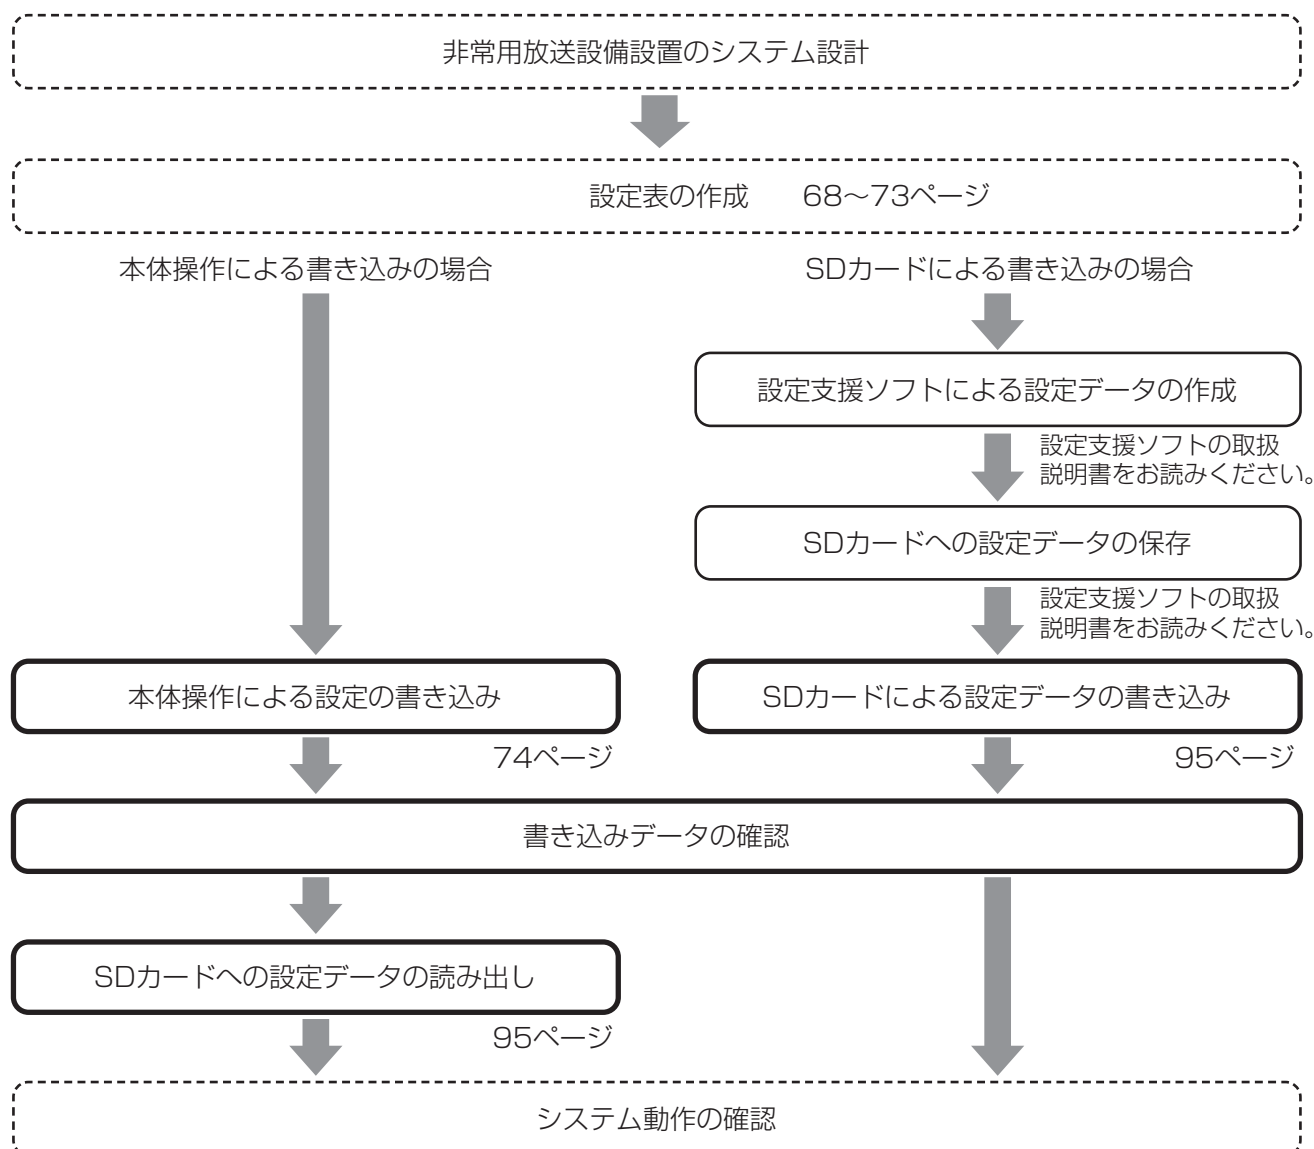 非常用放送設備設置のシステム設計
設定表の作成　　68～73ページ
本体操作による書き込みの場合
SDカードによる書き込みの場合
設定支援ソフトによる設定データの作成
設定支援ソフトの取扱
説明書をお読みください。
SDカードへの設定データの保存
設定支援ソフトの取扱
説明書をお読みください。
本体操作による設定の書き込み
SDカードによる設定データの書き込み
74ページ
95ページ
書き込みデータの確認
SDカードへの設定データの読み出し
95ページ
システム動作の確認